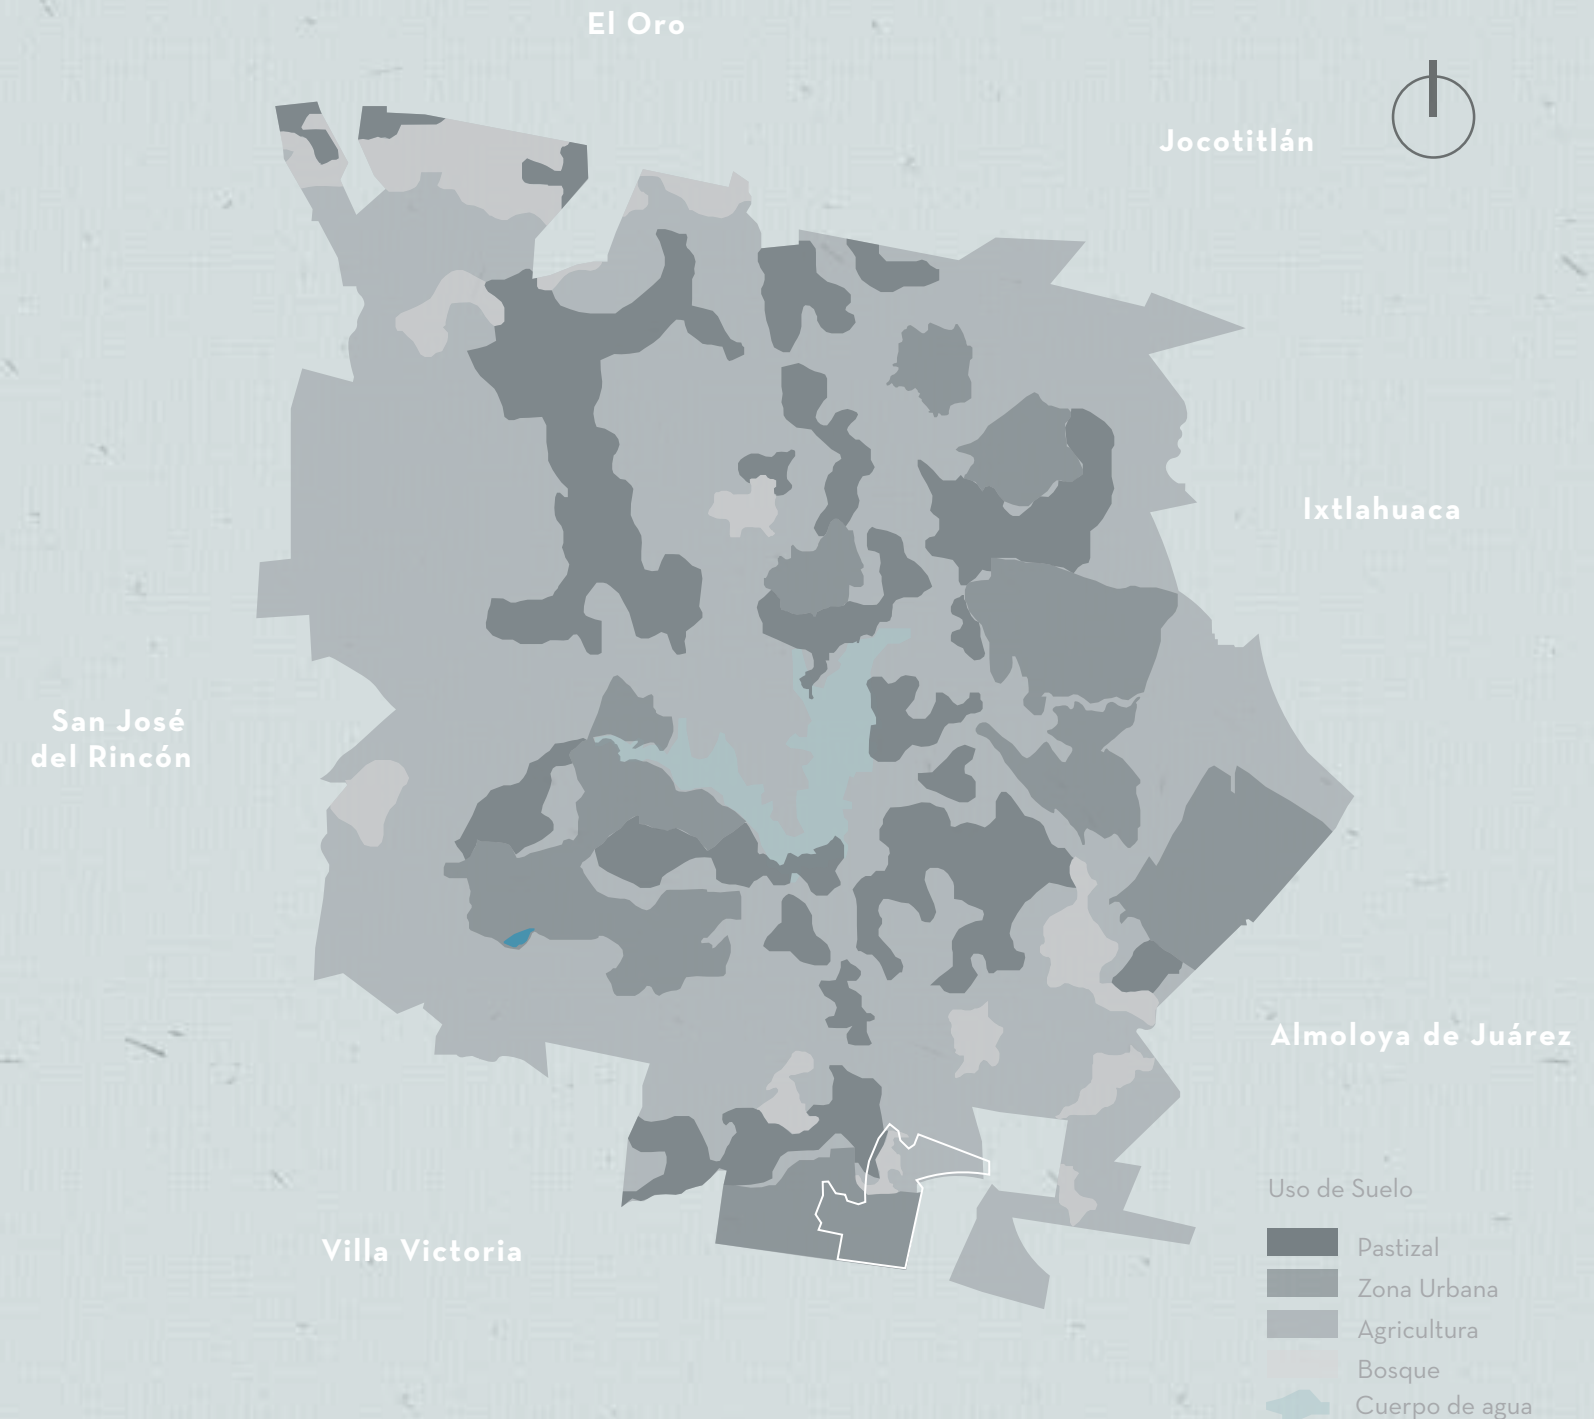 El Oro
Jocotitlán
Ixtlahuaca
San José
del Rincón
Almoloya de Juárez
Villa Victoria
Uso de Suelo
Pastizal
Zona Urbana
Agricultura
Bosque
Cuerpo de agua